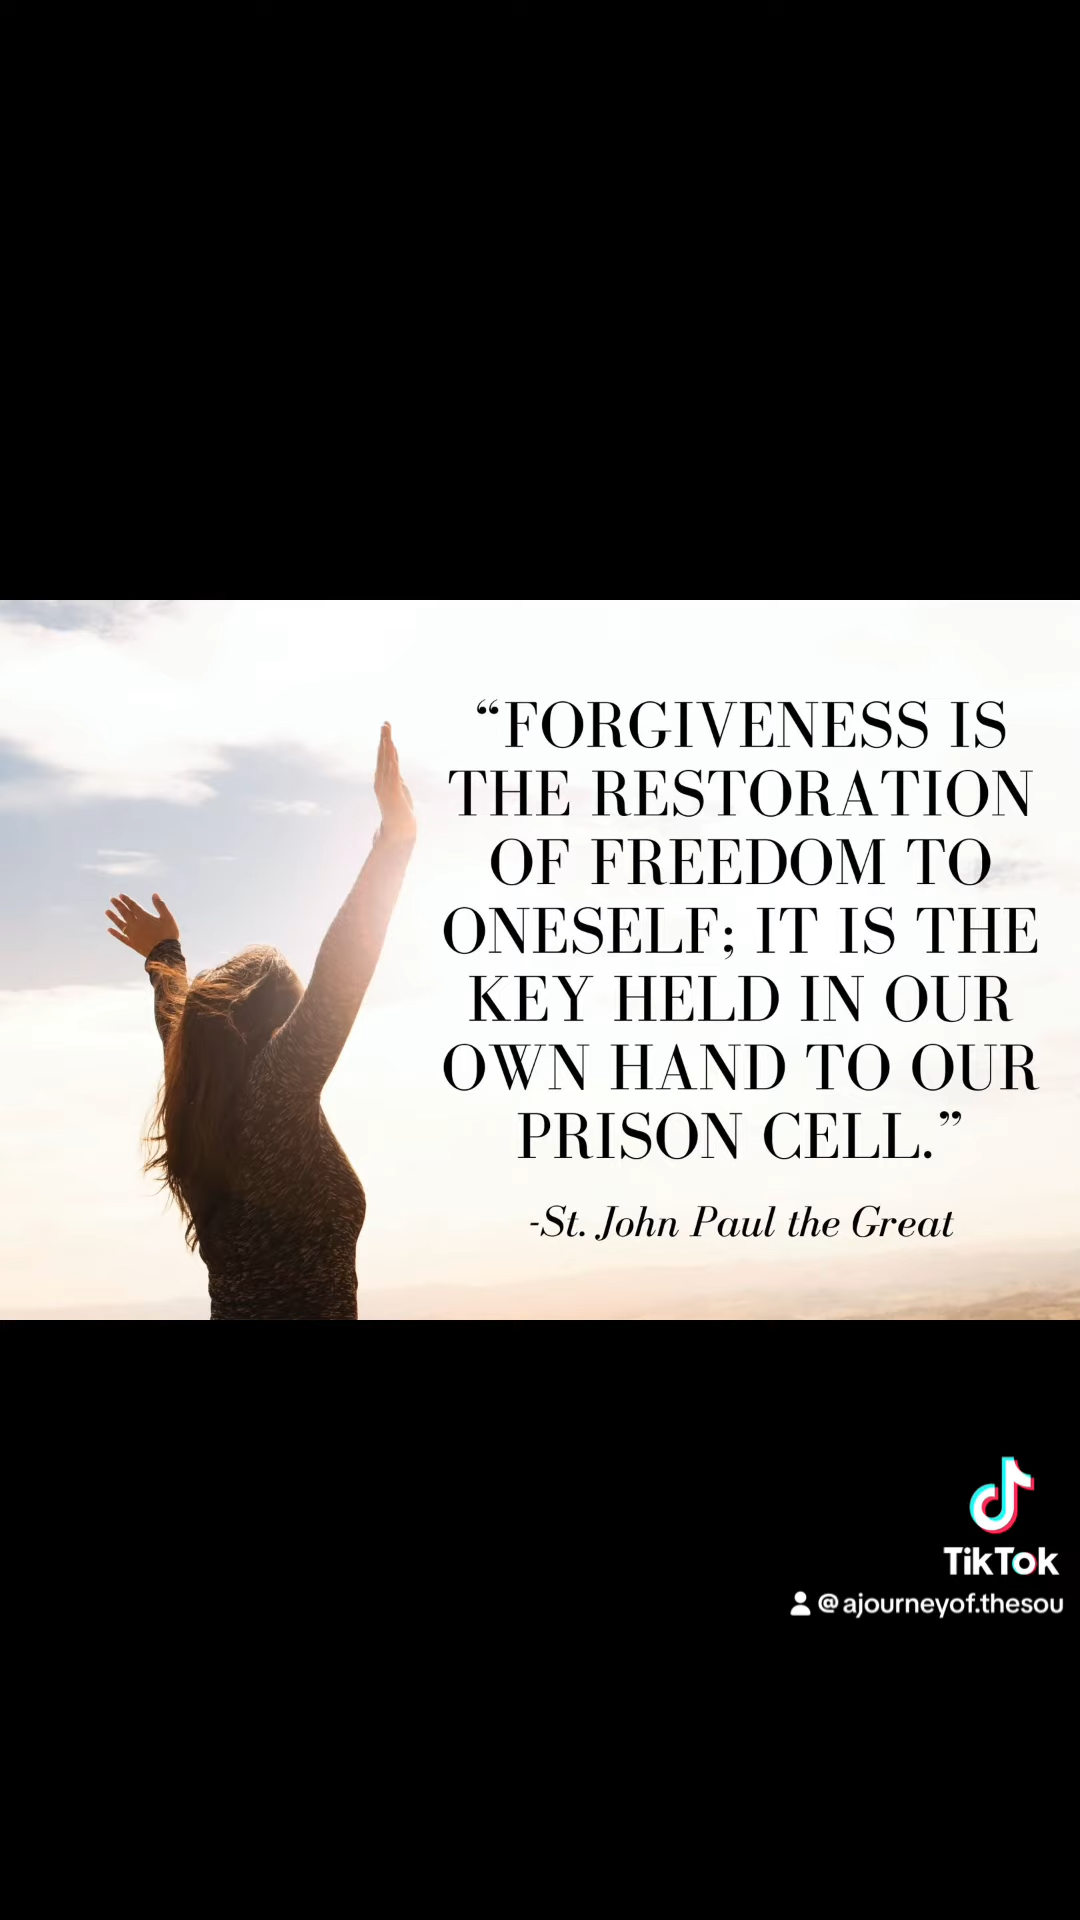 “FORGIVENESS IS
THE RESTORATION
OF FREEDOM TO
ONESELF; IT IS THE
KEY HELD IN OUR
OWN HAND TO OUR
PRISON CELL.”
-St. John Paul the Great
TikTok
@ajourneyof.thesou